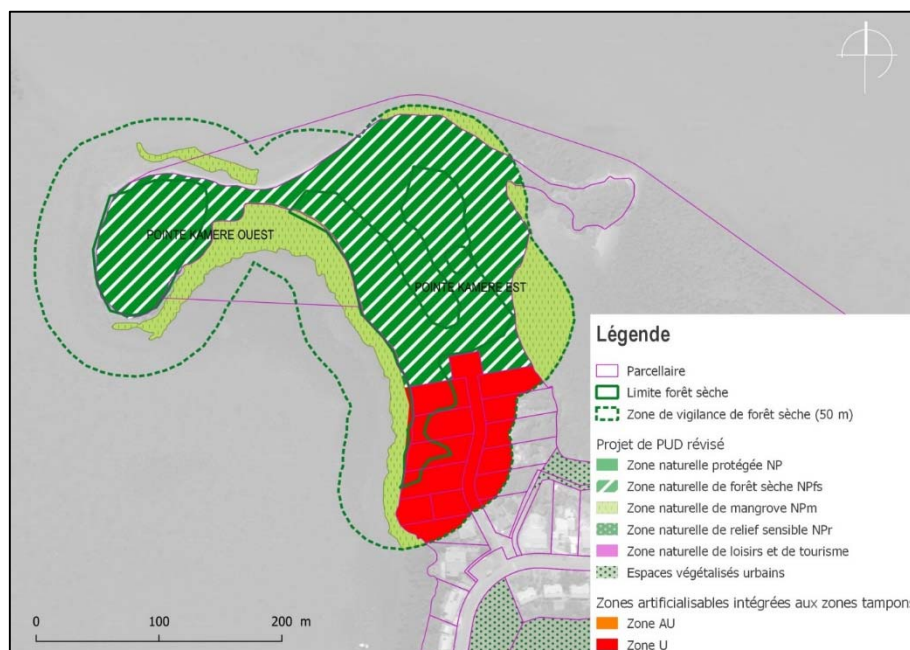 POINTE KAMERE OUEST
POINTE KAMERE EST
Légende
Parcellaire
Limite forêt sèche
Zone de vigilance de forêt sèche (50 m)
Projet de PUD révisé
Zone naturelle protégée NP
Zone naturelle de forêt sèche NPfs
Zone naturelle de mangrove NPm
Zone naturelle de relief sensible NPr
Zone naturelle de loisirs et de tourisme
Espaces végétalisés urbains
Zones artificialisables intégrées aux zones tampons
Zone AU
Zone U
0 100 200 m